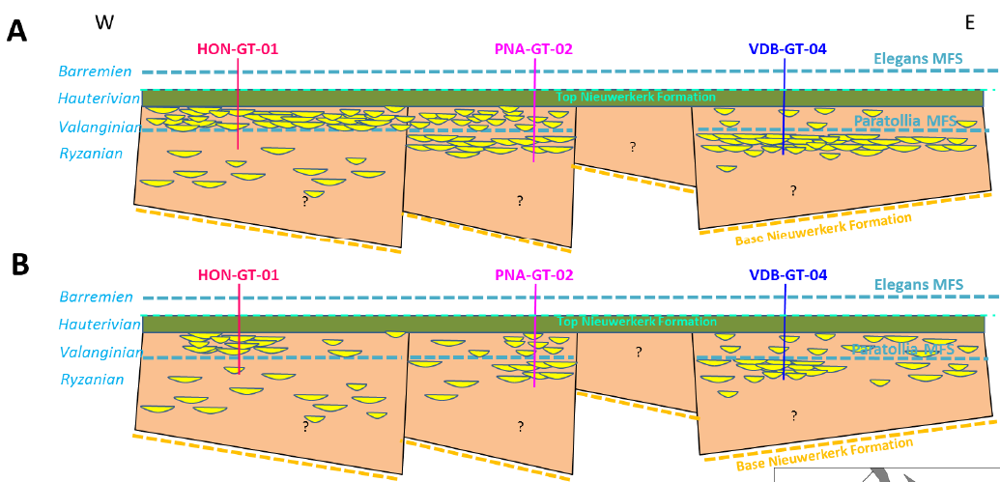 A
W
E
HON-GT-01
PNA-GT-02
VDB-GT-04
Elegans MFS
Barremien
Hauterivian
Top Nieuwerkerk Formation
Valanginian
Paratollia MFS
Ryzanian
?
?
?
?
Base Nieuwerkerk Formation
B
HON-GT-01
PNA-GT-02
VDB-GT-04
Elegans MFS
Barremien
Hauterivian
Top Nieuwerkerk Formation
Valanginian
Paratollia MFS
Ryzanian
?
?
?
?
Base Nieuwerkerk Formation